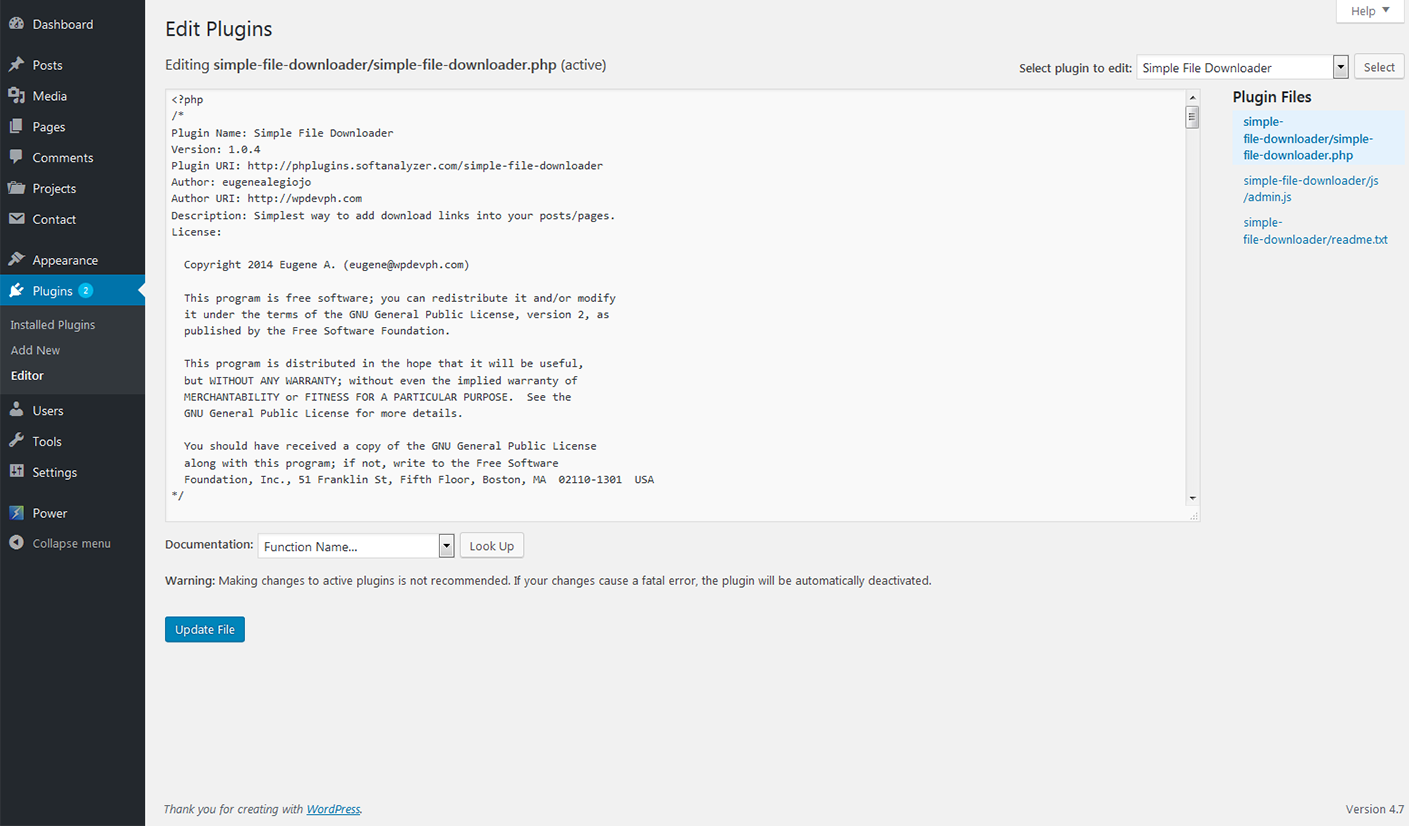 Dashboard
Posts
Media
Pages
Comments
Projects
Contact
Appearance
Plugins 2
Installed Plugins
Add New
Editor
Users
Tools
Settings
Power
Collapse menu
Help
Edit Plugins
Editing simple-file-downloader/simple-file-downloader.php (active)
Select plugin to edit: Simple File Downloader Select
<?php
/*
Plugin Name: Simple File Downloader
Version: 1.0.4
Plugin URI: http://phplugins.softanalyzer.com/simple-file-downloader
Author: eugenealegiojo
Author URI: http://wpdevph.com
Description: Simplest way to add download links into your posts/pages.
License:
Copyright 2014 Eugene A. (eugene@wpdevph.com)
This program is free software; you can redistribute it and/or modify
it under the terms of the GNU General Public License, version 2, as
published by the Free Software Foundation.
This program is distributed in the hope that it will be useful,
but WITHOUT ANY WARRANTY; without even the implied warranty of
MERCHANTABILITY or FITNESS FOR A PARTICULAR PURPOSE.  See the
GNU General Public License for more details.
You should have received a copy of the GNU General Public License
along with this program; if not, write to the Free Software
Foundation, Inc., 51 Franklin St, Fifth Floor, Boston, MA  02110-1301  USA
*/
Plugin Files
simple-
file-downloader/simple-
file-downloader.php
simple-file-downloader/js
/admin.js
simple-
file-downloader/readme.txt
Documentation: Function Name... Look Up
Warning: Making changes to active plugins is not recommended. If your changes cause a fatal error, the plugin will be automatically deactivated.
Update File
Thank you for creating with WordPress.
Version 4.7